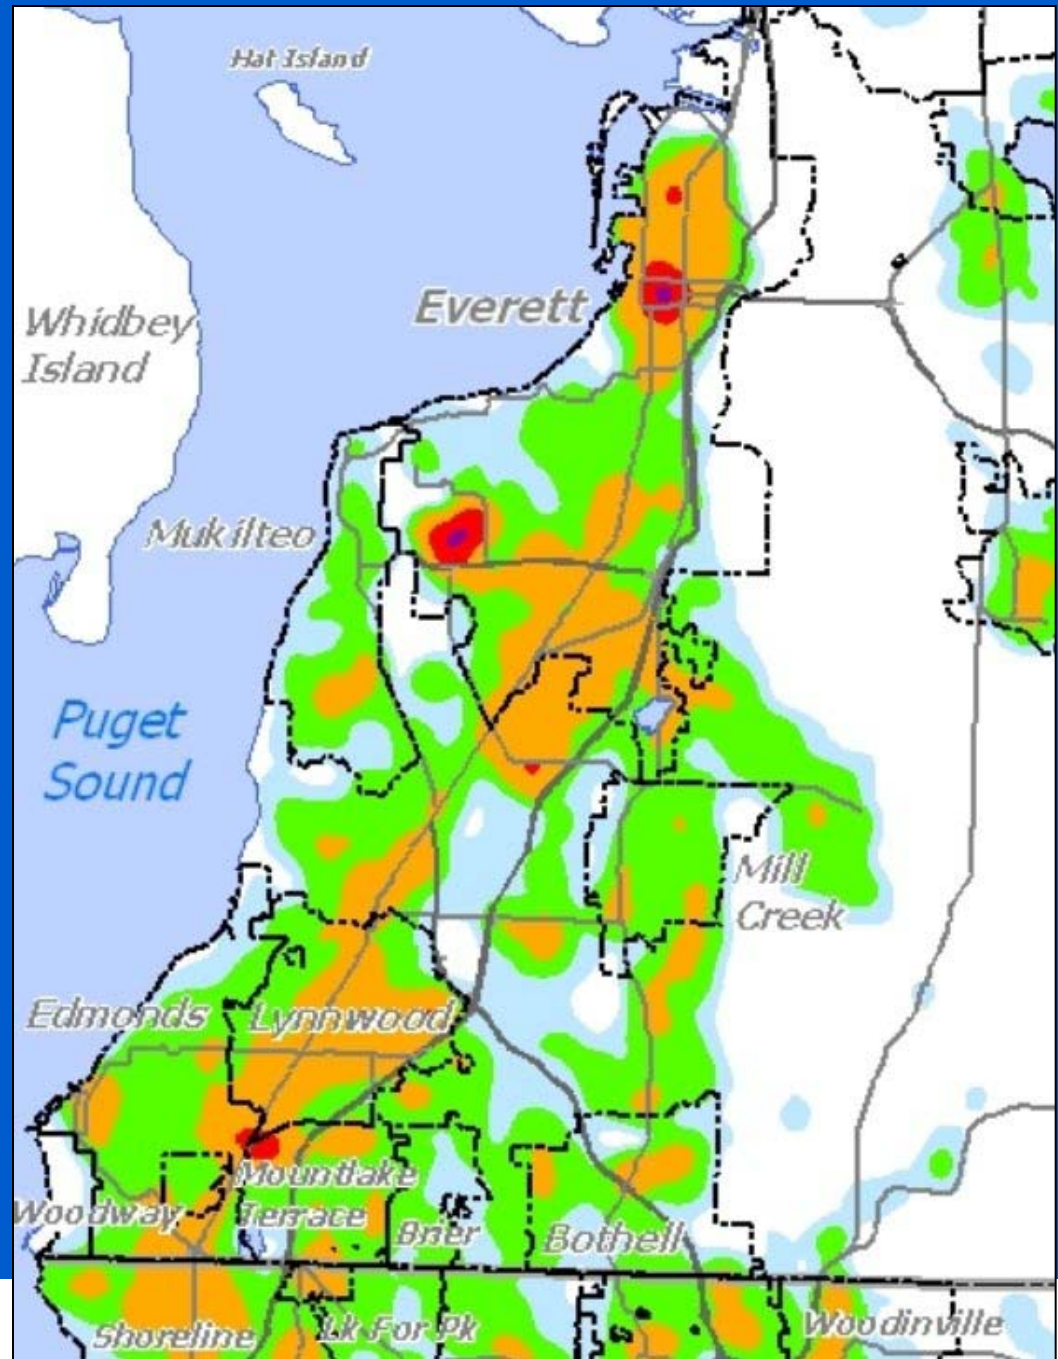 Hat Island
Everett
Whidbey
Island
Mukilteo
Puget
Sound
Mill
Creek
Edmonds
Lynnwood
Mountlake
Terrace
Woodway
Brier
Bothell
Shoreline
Lk For Pk
Woodinville